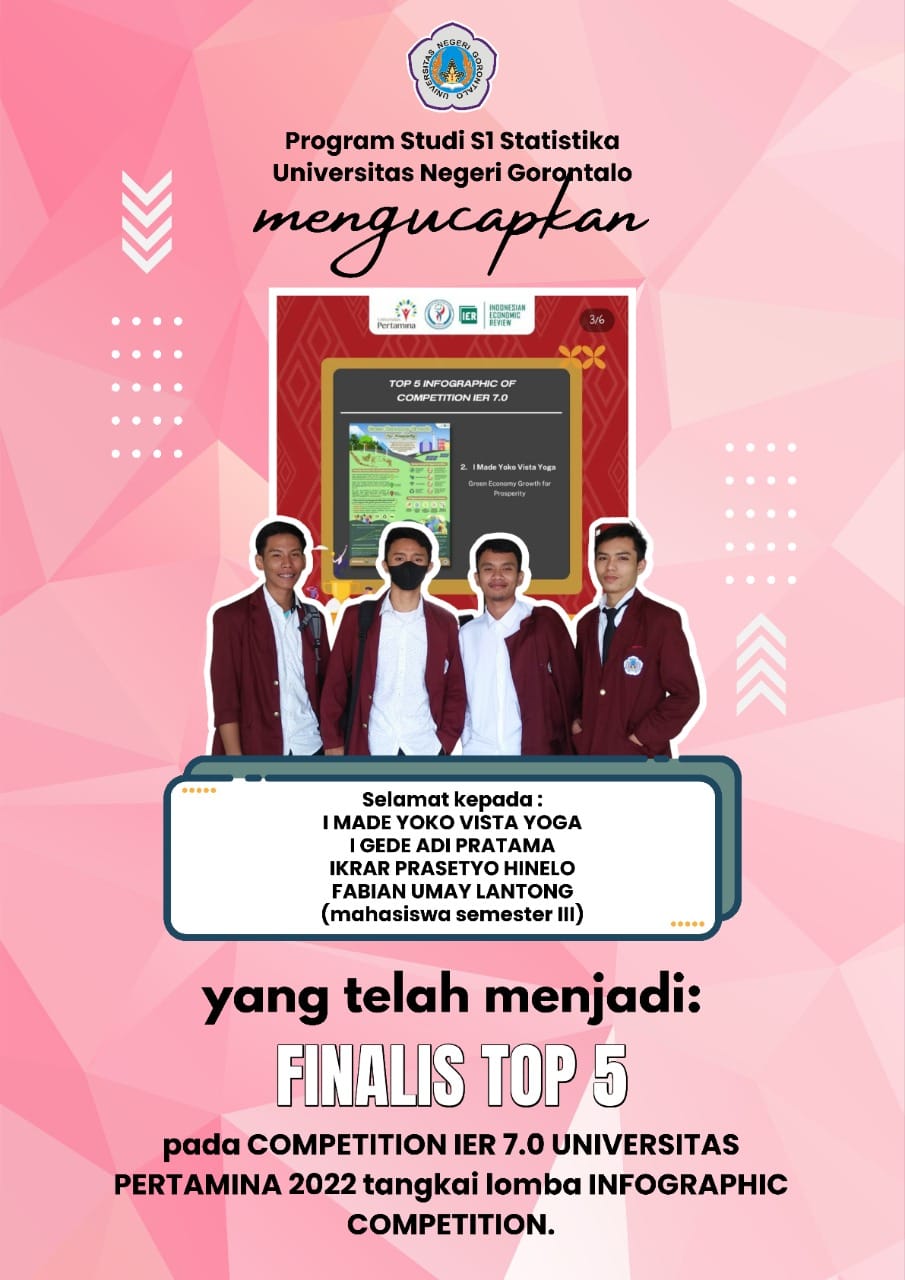 UNIVERSITAS NEGERI GORONTALO
Program Studi S1 Statistika
Universitas Negeri Gorontalo
mengucapkan
Pertamina
IER
INDONESIAN
ECONOMIC
REVIEW
3/6
TOP 5 INFOGRAPHIC OF
COMPETITION IER 7.0
2. I Made Yoko Vista Yoga
Green Economy Growth for
Prosperity
Selamat kepada :
I MADE YOKO VISTA YOGA
I GEDE ADI PRATAMA
IKRAR PRASETYO HINELO
FABIAN UMAY LANTONG
(mahasiswa semester III)
yang telah menjadi:
FINALIS TOP 5
pada COMPETITION IER 7.0 UNIVERSITAS
PERTAMINA 2022 tangkai lomba INFOGRAPHIC
COMPETITION.